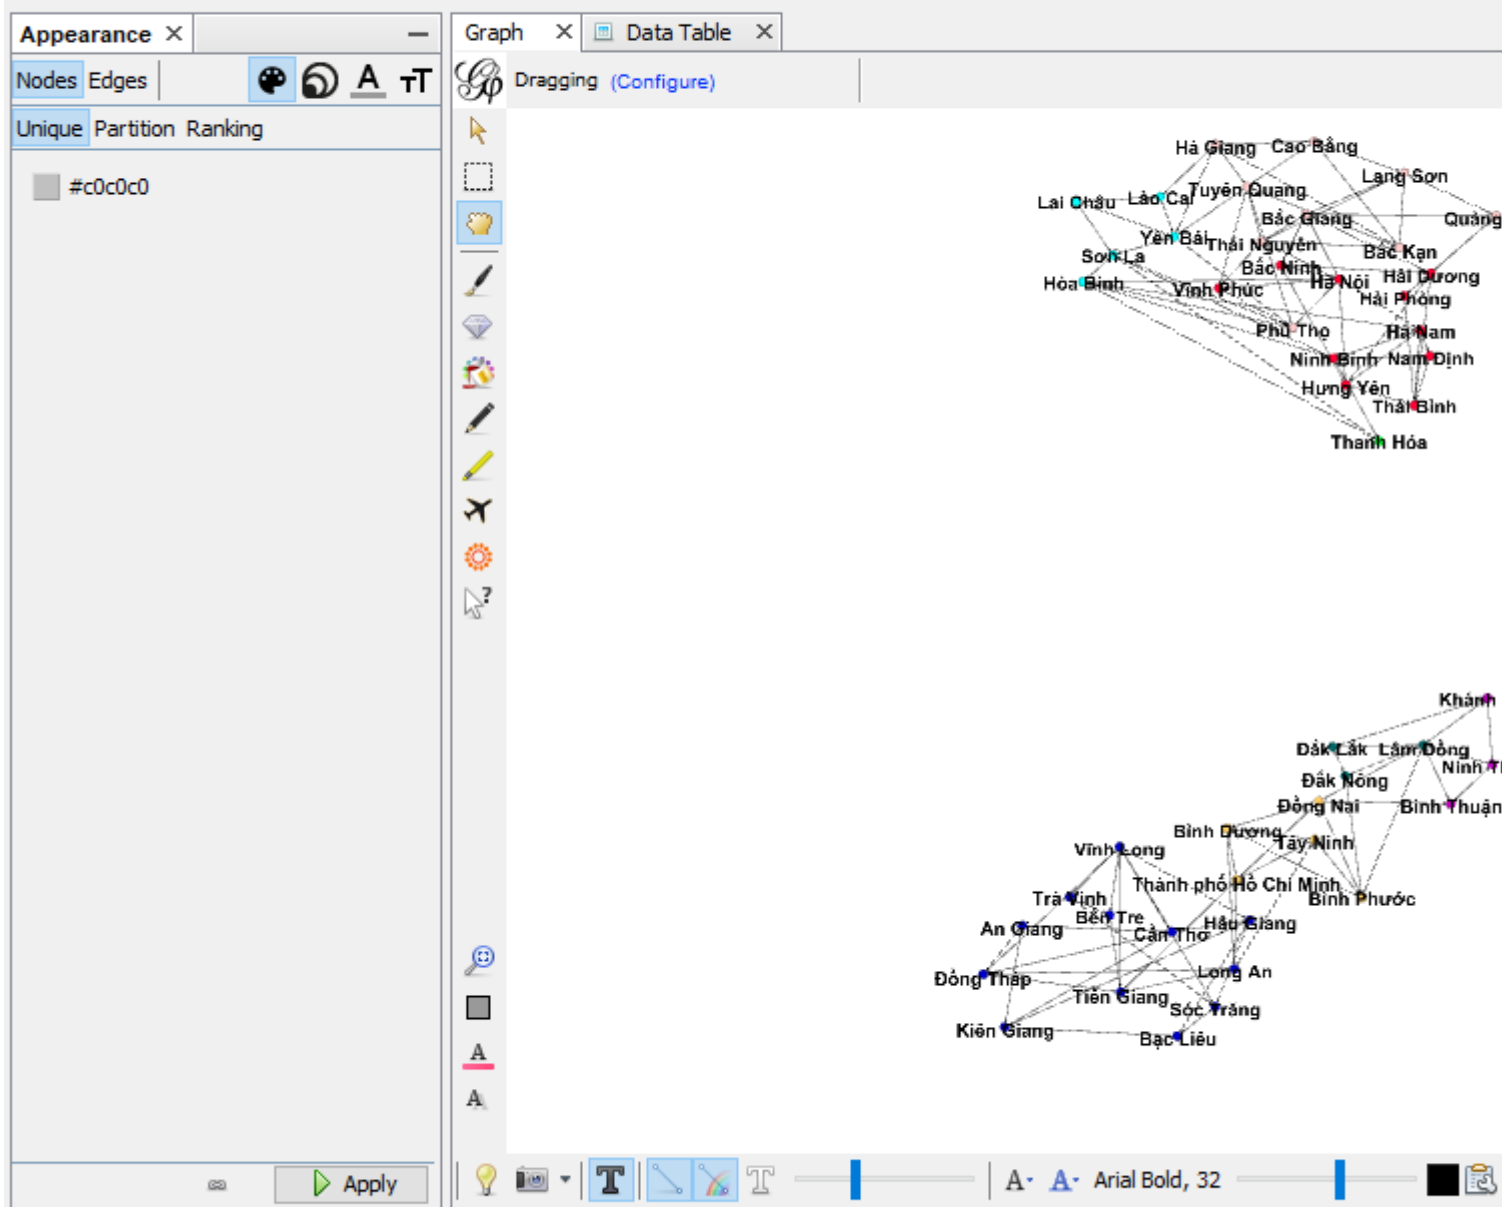 Appearance
Graph
Data Table
Nodes Edges
A TT
Dragging (Configure)
Unique Partition Ranking
#c0c0c0
Hà Giang
Cao Bằng
Lạng Sơn
Lai Châu
Lào Cai
Tuyên Quang
Bắc Giang
Quảng
Yên Bái
Thái Nguyên
Bắc Kạn
Sơn La
Bắc Ninh
Hòa Bình
Vĩnh Phúc
Hà Nội
Hải Dương
Hải Phòng
Phú Thọ
Hà Nam
Ninh Bình
Nam Định
Hưng Yên
Thái Bình
Thanh Hóa
Khánh
Đắk Lắk
Lâm Đồng
Ninh T
Đắk Nông
Đồng Nai
Bình Thuận
Bình Dương
Tây Ninh
Vĩnh Long
Thành phố Hồ Chí Minh
Bình Phước
Trà Vinh
Bến Tre
An Giang
Cần Thơ
Hậu Giang
Đồng Tháp
Long An
Tiền Giang
Sóc Trăng
Kiên Giang
Bạc Liêu
Apply
T
T
A
A
Arial Bold, 32